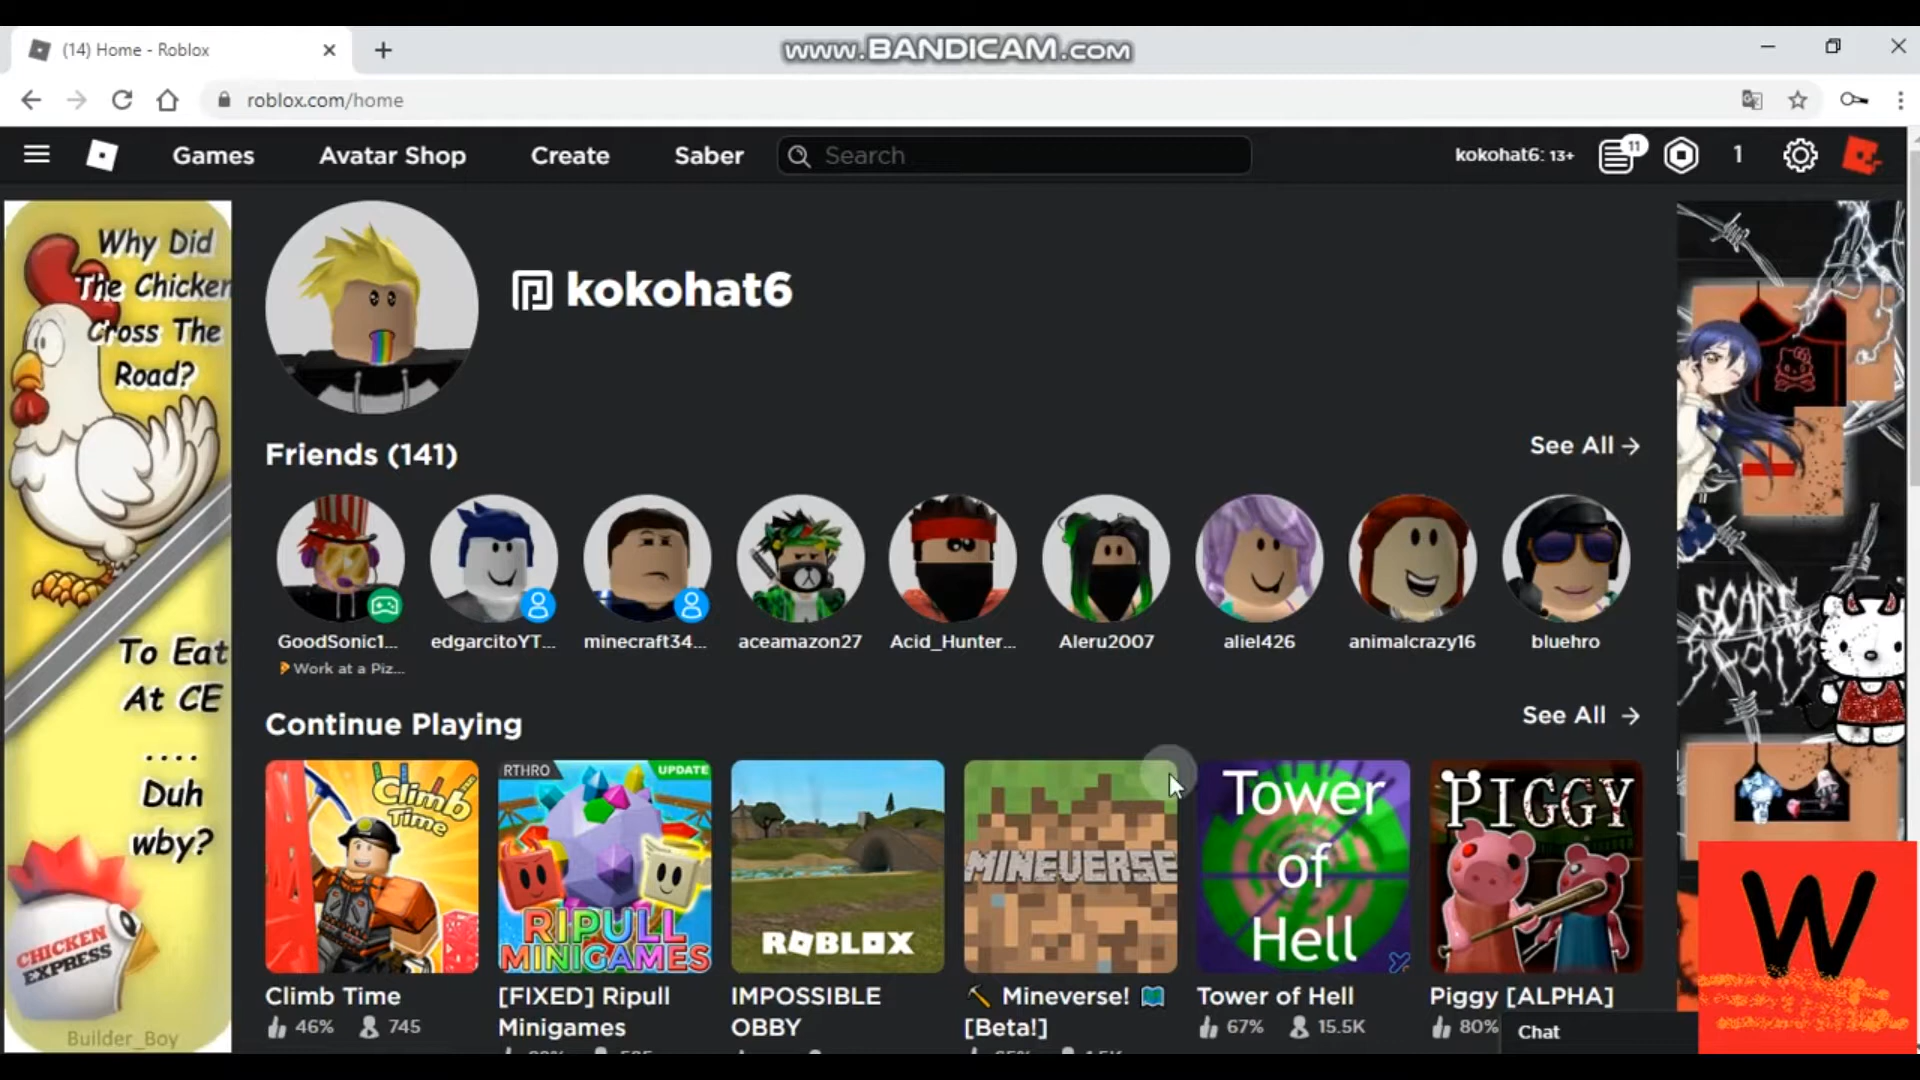 www.BANDICAM.com
(14) Home - Roblox
roblox.com/home
Games
Avatar Shop
Create
Saber
Search
kokohat6: 13+
11
1
Why Did
The Chicken
Cross The
Road?
To Eat
At CE
....
Duh
wby?
CHICKEN
EXPRESS
Builder_Boy
kokohat6
Friends (141)
See All
GoodSonic1...
edgarcitoYT...
minecraft34...
aceamazon27
Acid_Hunter...
Aleru2007
aliel426
animalcrazy16
bluehro
Work at a Piz...
Continue Playing
See All
Climb
Time
RTHRO
UPDATE
RIPULL
MINIGAMES
ROBLOX
MINEVERSE
Tower
of
Hell
PIGGY
Climb Time
46%
745
[FIXED] Ripull
Minigames
IMPOSSIBLE
OBBY
Mineverse!
[Beta!]
Tower of Hell
67%
15.5K
Piggy [ALPHA]
80%
Chat
W